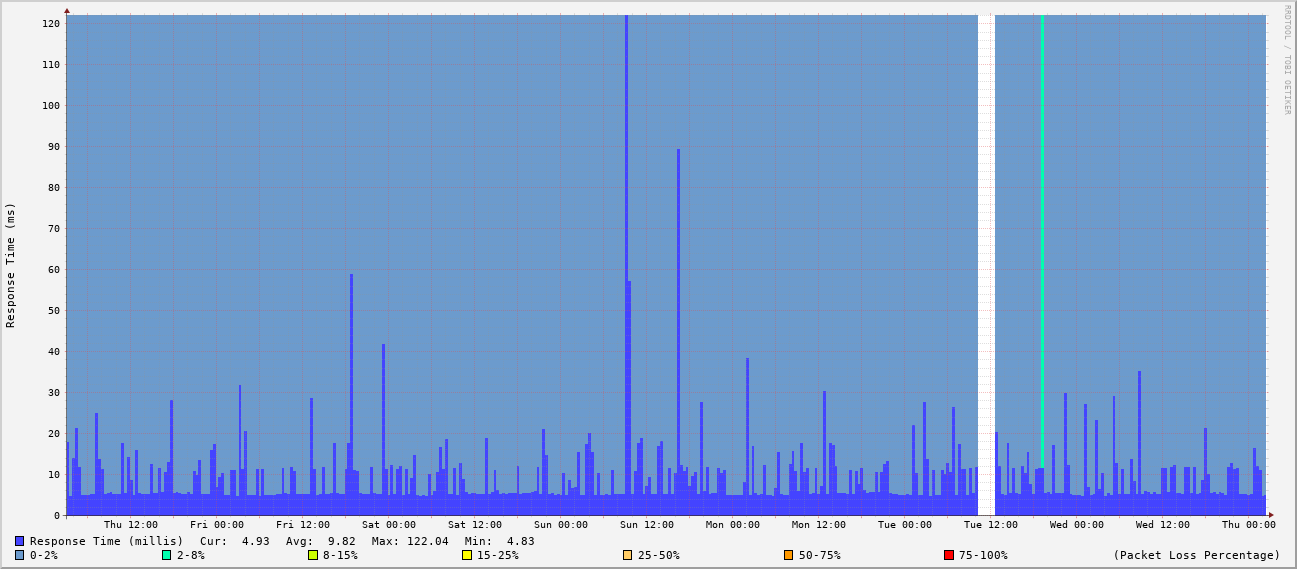 RRDTOOL / TOBI OETIKER
Response Time (ms)
120
110
100
90
80
70
60
50
40
30
20
10
0
Thu 12:00 Fri 00:00 Fri 12:00 Sat 00:00 Sat 12:00 Sun 00:00 Sun 12:00 Mon 00:00 Mon 12:00 Tue 00:00 Tue 12:00 Wed 00:00 Wed 12:00 Thu 00:00
Response Time (millis) Cur: 4.93 Avg: 9.82 Max: 122.04 Min: 4.83
0-2% 2-8% 8-15% 15-25% 25-50% 50-75% 75-100% (Packet Loss Percentage)